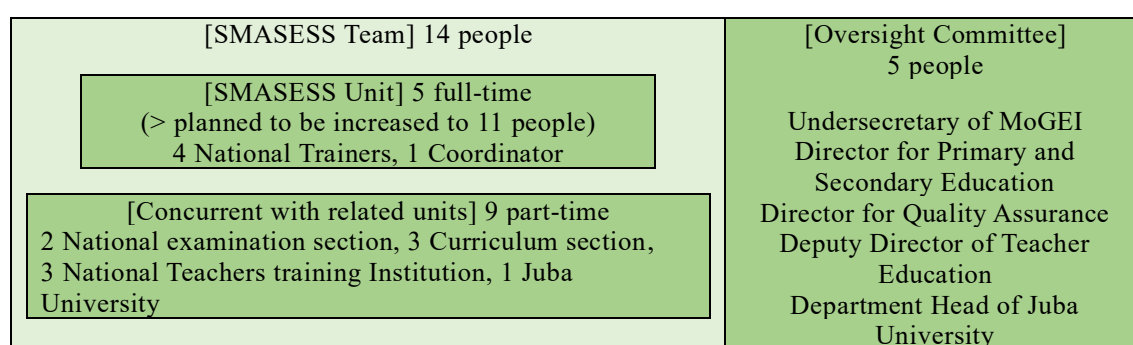 [SMASESS Team] 14 people
[SMASESS Unit] 5 full-time
(> planned to be increased to 11 people)
4 National Trainers, 1 Coordinator
[Concurrent with related units] 9 part-time
2 National examination section, 3 Curriculum section,
3 National Teachers training Institution, 1 Juba
University
[Oversight Committee]
5 people
Undersecretary of MoGEI
Director for Primary and
Secondary Education
Director for Quality Assurance
Deputy Director of Teacher
Education
Department Head of Juba
University